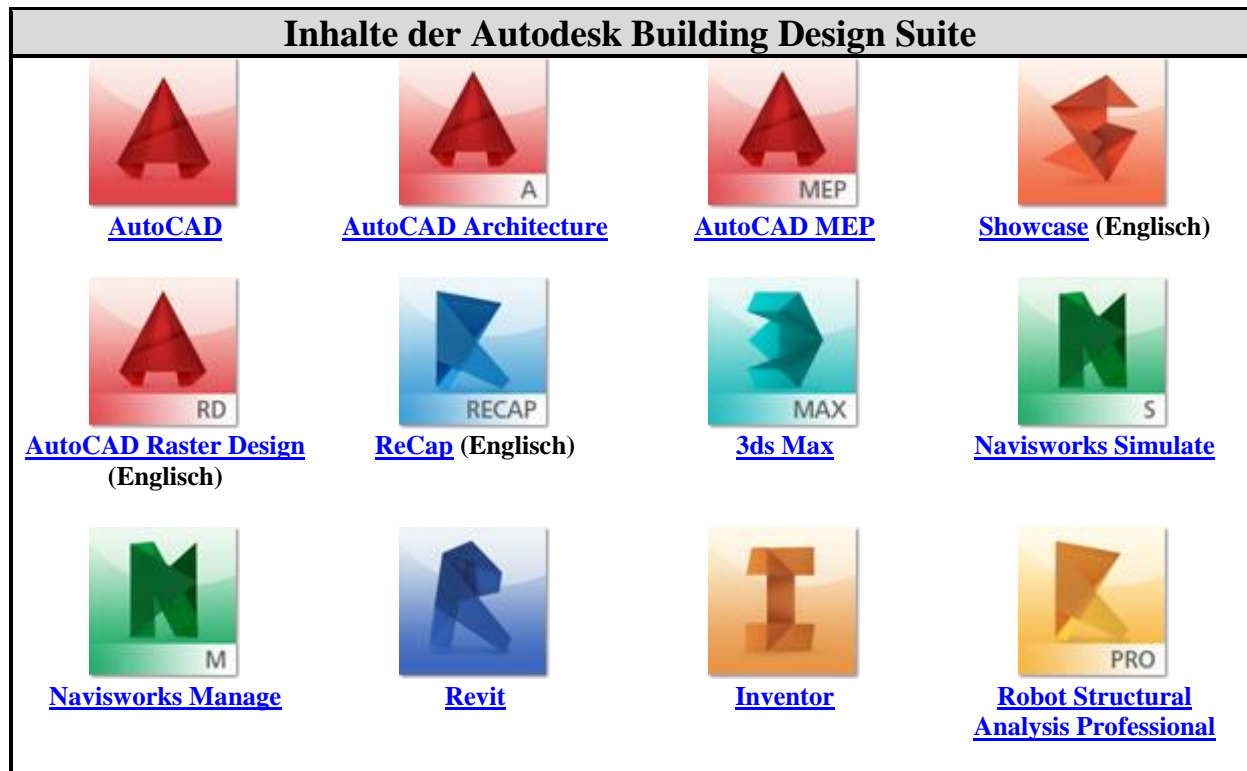 Inhalte der Autodesk Building Design Suite
A
MEP
AutoCAD
AutoCAD Architecture
AutoCAD MEP
Showcase (Englisch)
RD
RECAP
MAX
S
AutoCAD Raster Design
(Englisch)
ReCap (Englisch)
3ds Max
Navisworks Simulate
M
PRO
Navisworks Manage
Revit
Inventor
Robot Structural
Analysis Professional